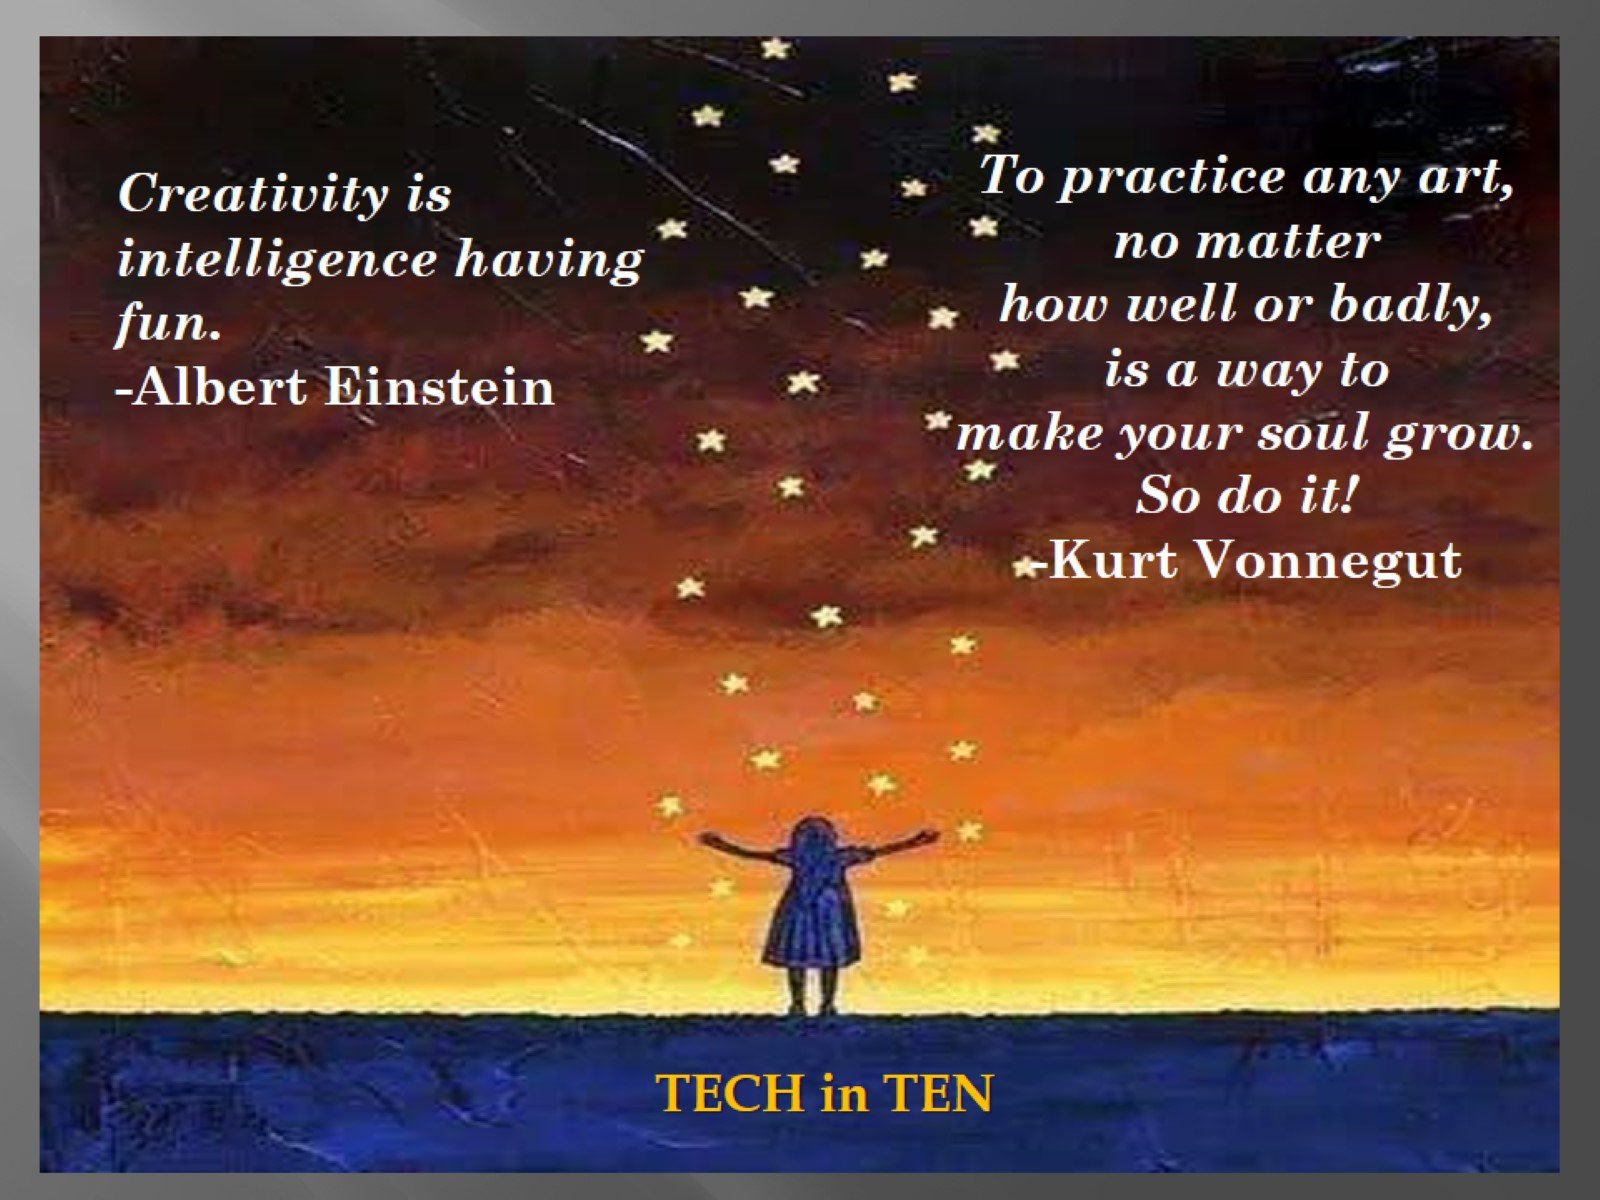 Creativity is
intelligence having
fun.
-Albert Einstein
To practice any art,
no matter
how well or badly,
is a way to
make your soul grow.
So do it!
-Kurt Vonnegut
TECH in TEN